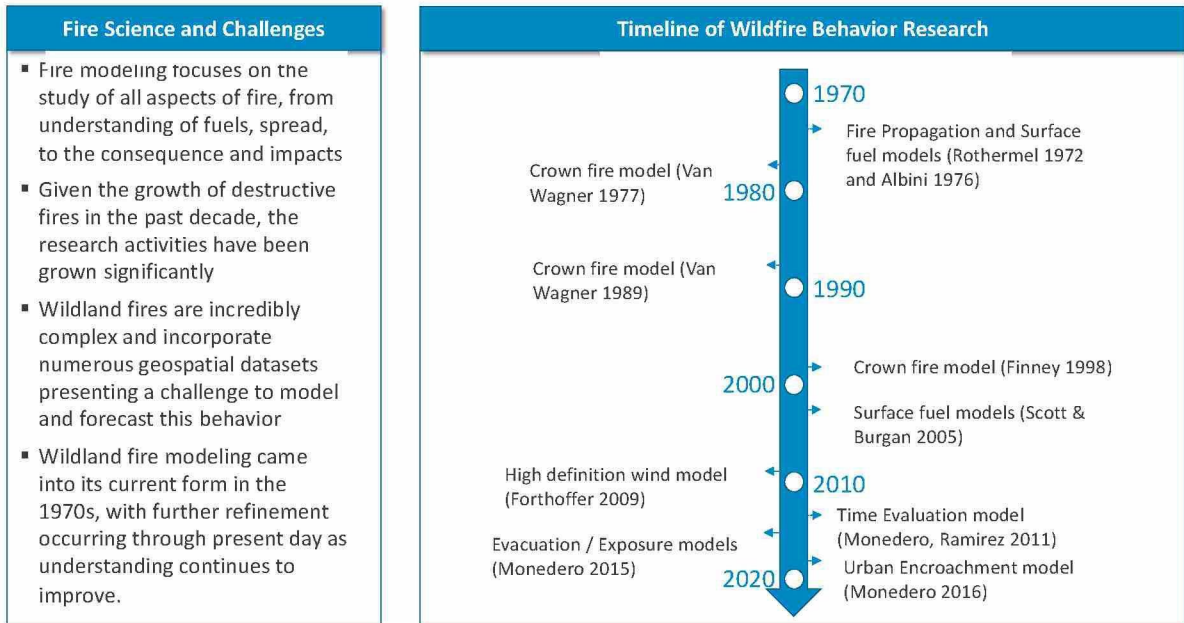 Fire Science and Challenges
▪ Fire modeling focuses on the
study of all aspects of fire, from
understanding of fuels, spread,
to the consequence and impacts
▪ Given the growth of destructive
fires in the past decade, the
research activities have been
grown significantly
▪ Wildland fires are incredibly
complex and incorporate
numerous geospatial datasets
presenting a challenge to model
and forecast this behavior
▪ Wildland fire modeling came
into its current form in the
1970s, with further refinement
occurring through present day as
understanding continues to
improve.
Timeline of Wildfire Behavior Research
1970
Fire Propagation and Surface
fuel models (Rothermel 1972
and Albini 1976)
Crown fire model (Van
Wagner 1977)
1980
Crown fire model (Van
Wagner 1989)
1990
Crown fire model (Finney 1998)
2000
Surface fuel models (Scott &
Burgan 2005)
High definition wind model
(Forthoffer 2009)
2010
Time Evaluation model
(Monedero, Ramirez 2011)
Evacuation / Exposure models
(Monedero 2015)
Urban Encroachment model
(Monedero 2016)
2020